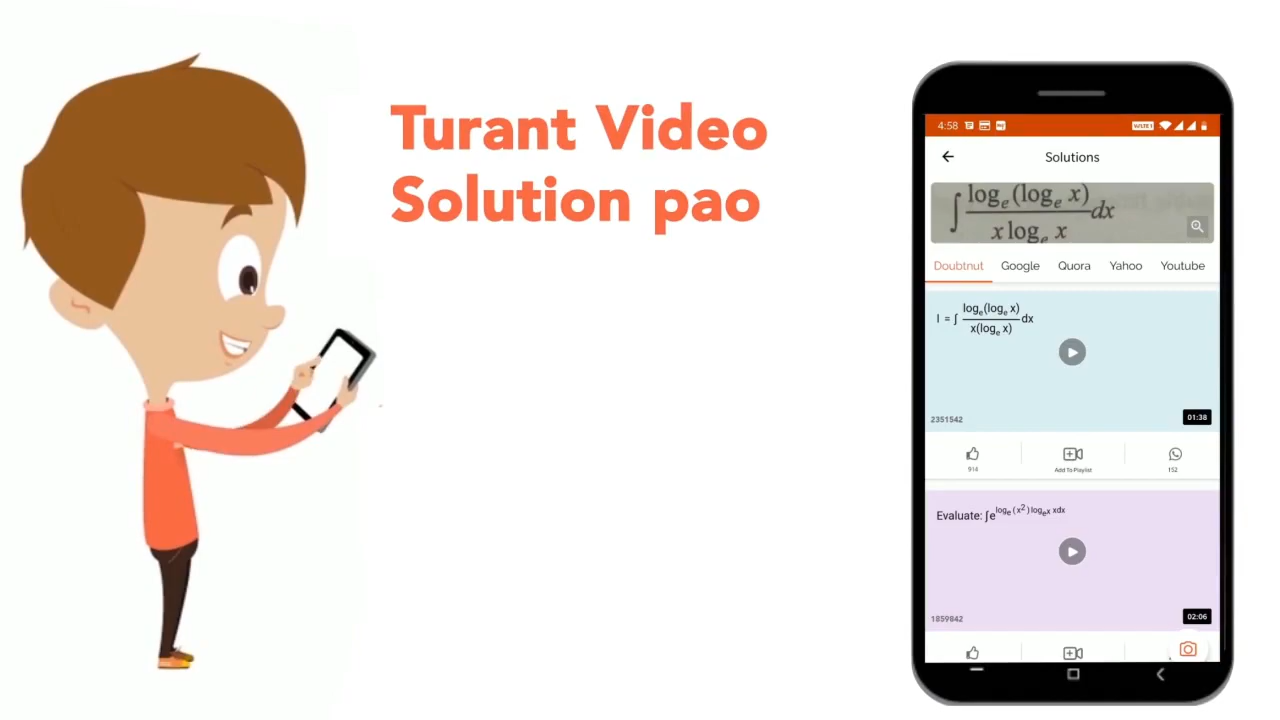 Turant Video
Solution pao
4:58
VoLTE1
Solutions
∫ logₑ(logₑ x) / x logₑ x dx
Doubtnut Google Quora Yahoo Youtube
I = ∫ logₑ(logₑ x) / x(logₑ x) dx
2351542 01:38
914 Add To Playlist 152
Evaluate: ∫e^logₑ(x²)logₑx xdx
1859842 02:06